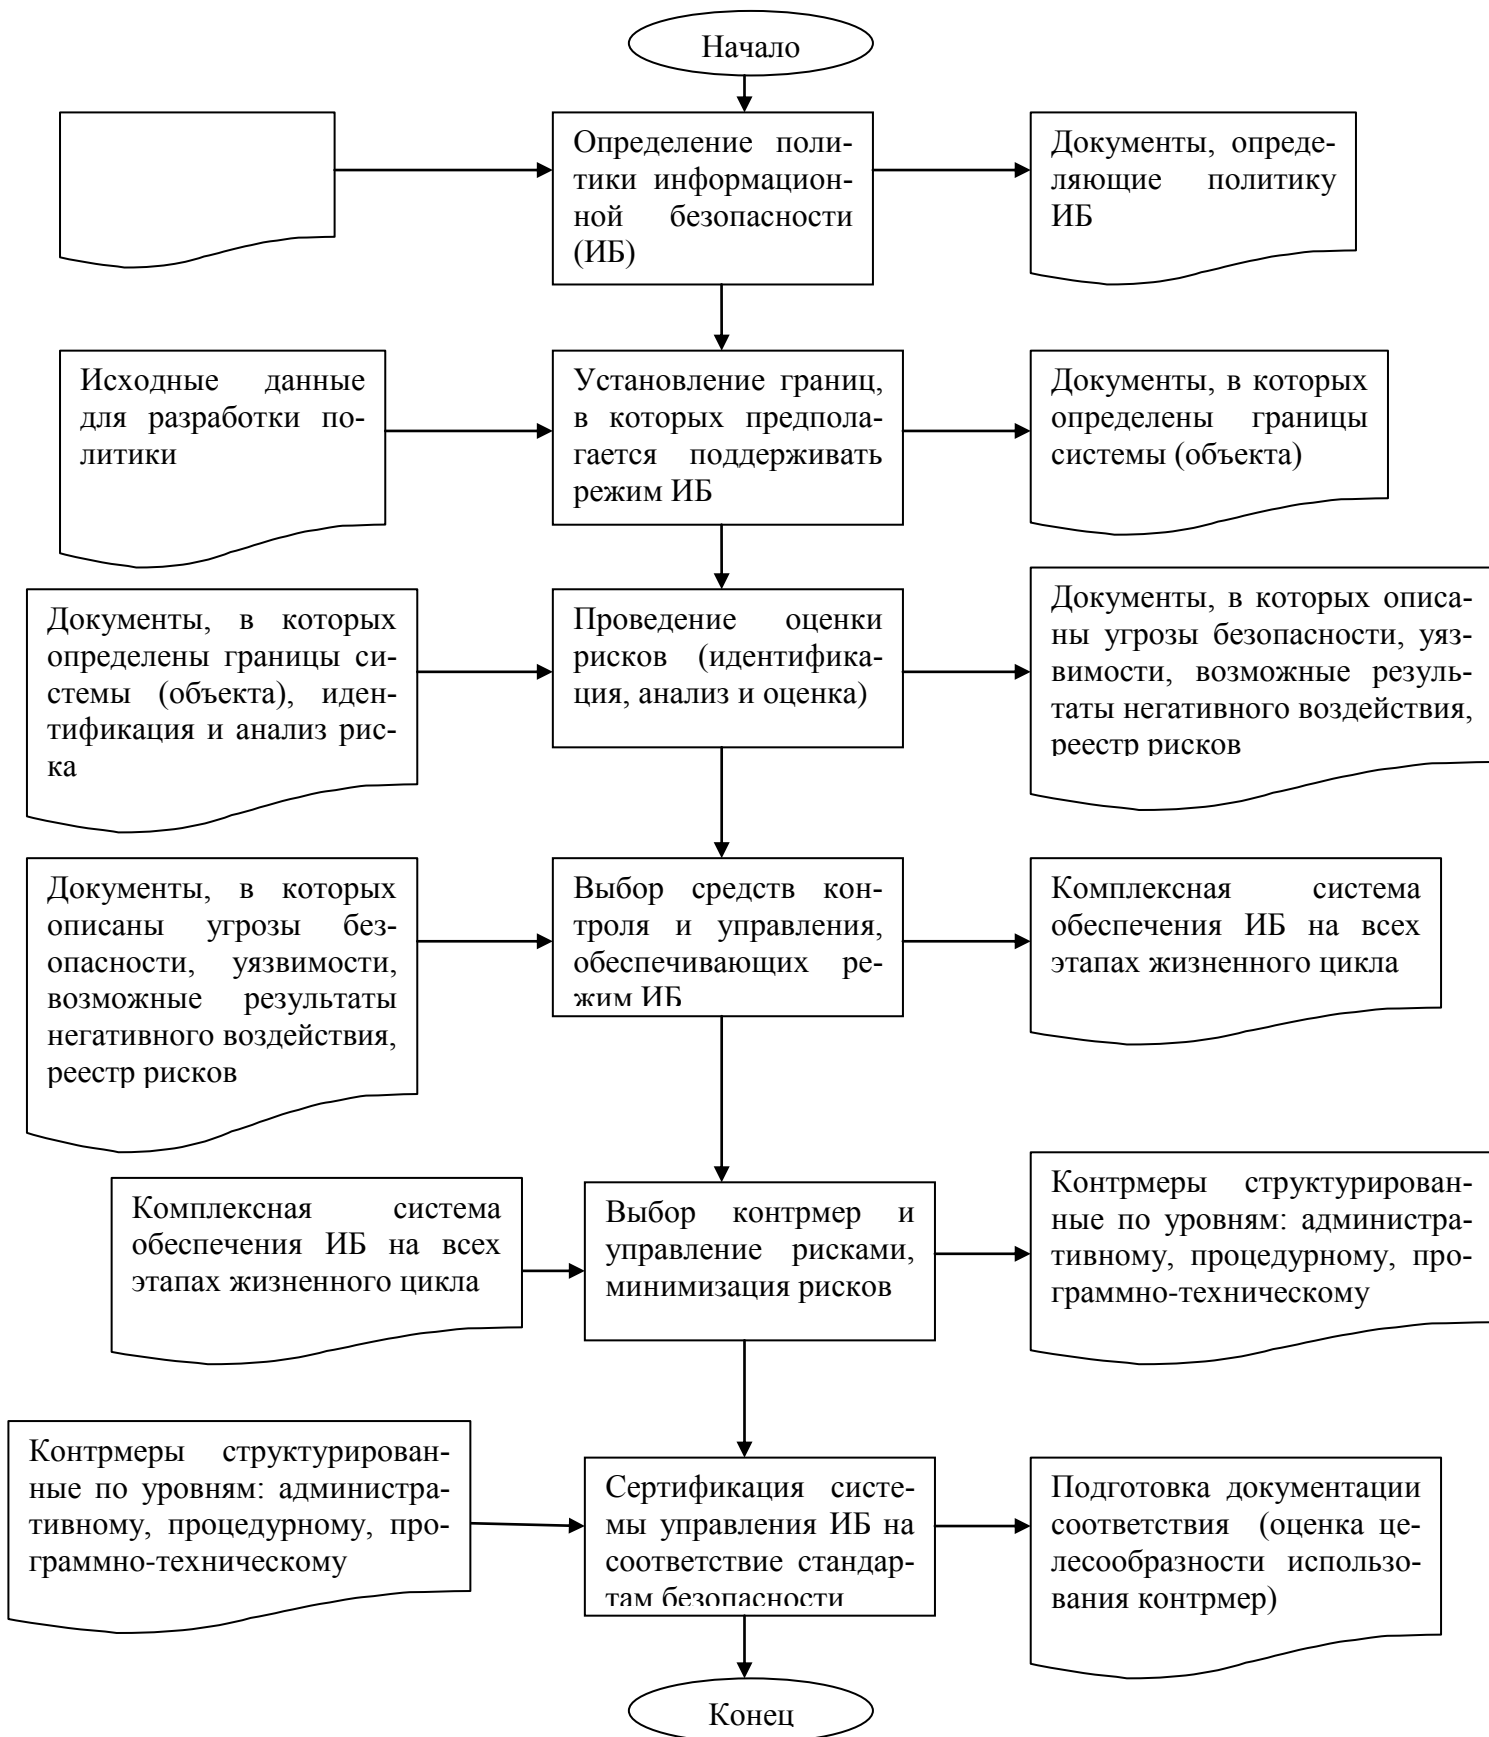 Начало
Определение поли-
тики информацион-
ной безопасности
(ИБ)
Документы, опреде-
ляющие политику
ИБ
Исходные данные
для разработки по-
литики
Установление границ,
в которых предпола-
гается поддерживать
режим ИБ
Документы, в которых
определены границы
системы (объекта)
Документы, в которых
определены границы си-
стемы (объекта), иден-
тификация и анализ рис-
ка
Проведение оценки
рисков (идентифика-
ция, анализ и оценка)
Документы, в которых описа-
ны угрозы безопасности, уяз-
вимости, возможные резуль-
таты негативного воздействия,
реестр рисков
Документы, в которых
описаны угрозы без-
опасности, уязвимости,
возможные результаты
негативного воздействия,
реестр рисков
Выбор средств кон-
троля и управления,
обеспечивающих ре-
жим ИБ
Комплексная система
обеспечения ИБ на всех
этапах жизненного цикла
Комплексная система
обеспечения ИБ на всех
этапах жизненного цикла
Выбор контрмер и
управление рисками,
минимизация рисков
Контрмеры структурирован-
ные по уровням: администра-
тивному, процедурному, про-
граммно-техническому
Контрмеры структурирован-
ные по уровням: администра-
тивному, процедурному, про-
граммно-техническому
Сертификация систе-
мы управления ИБ на
соответствие стандар-
там безопасности
Подготовка документации
соответствия (оценка це-
лесообразности использо-
вания контрмер)
Конец